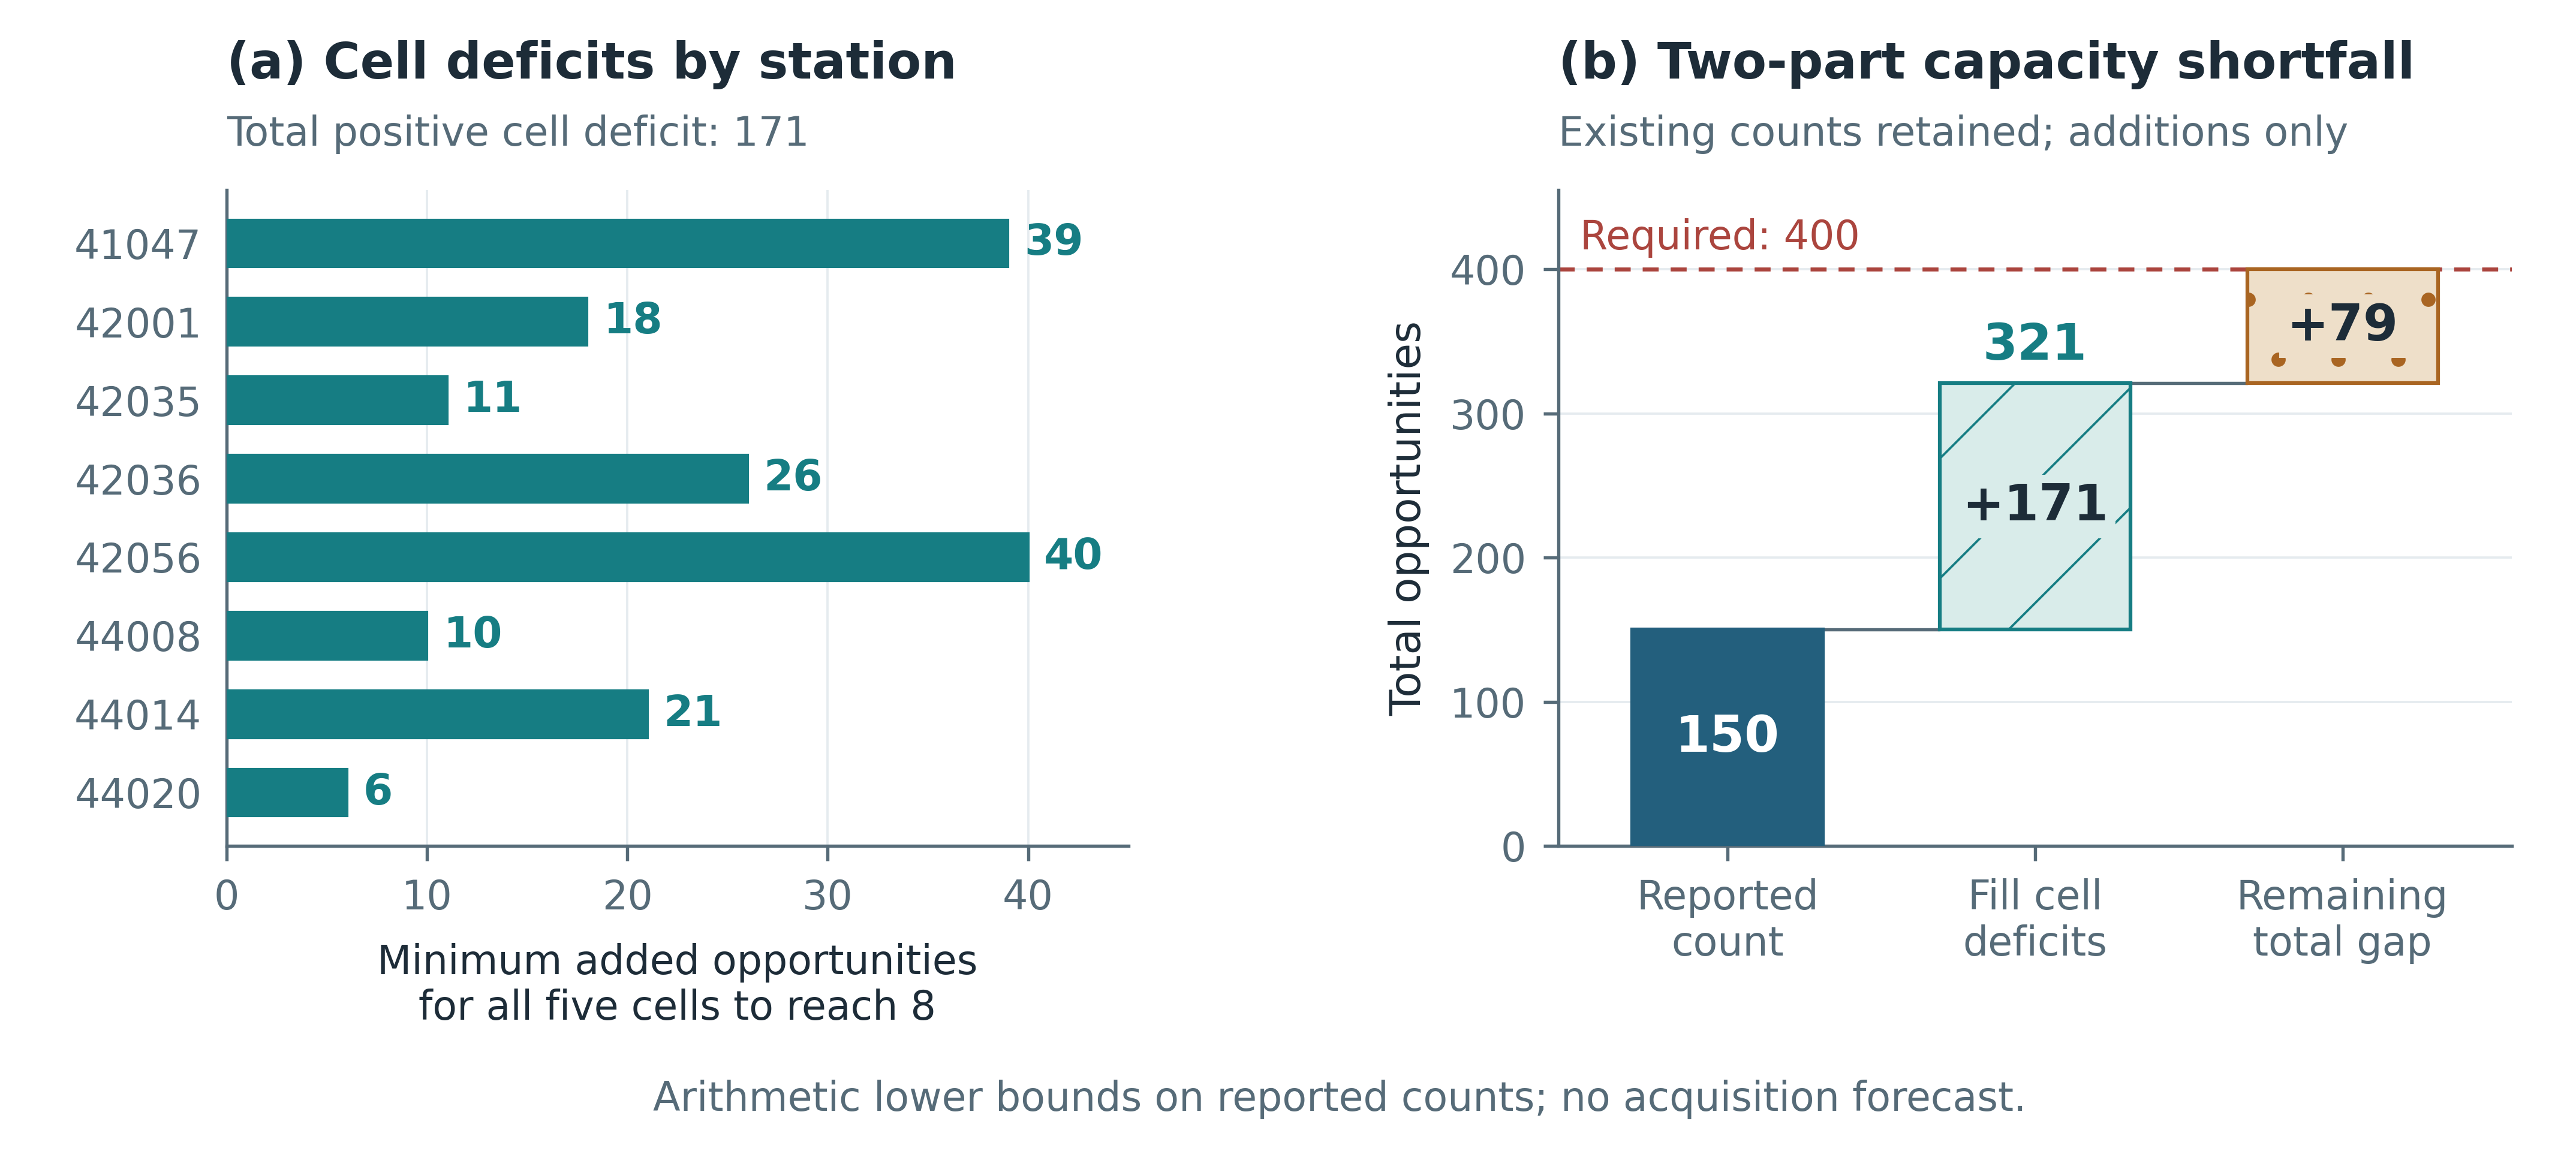 (a) Cell deficits by station
Total positive cell deficit: 171
41047
39
42001
18
42035
11
42036
26
42056
40
44008
10
44014
21
44020
6
0
10
20
30
40
Minimum added opportunities
for all five cells to reach 8
(b) Two-part capacity shortfall
Existing counts retained; additions only
Total opportunities
400
300
200
100
0
Required: 400
150
321
+171
+79
Reported
count
Fill cell
deficits
Remaining
total gap
Arithmetic lower bounds on reported counts; no acquisition forecast.